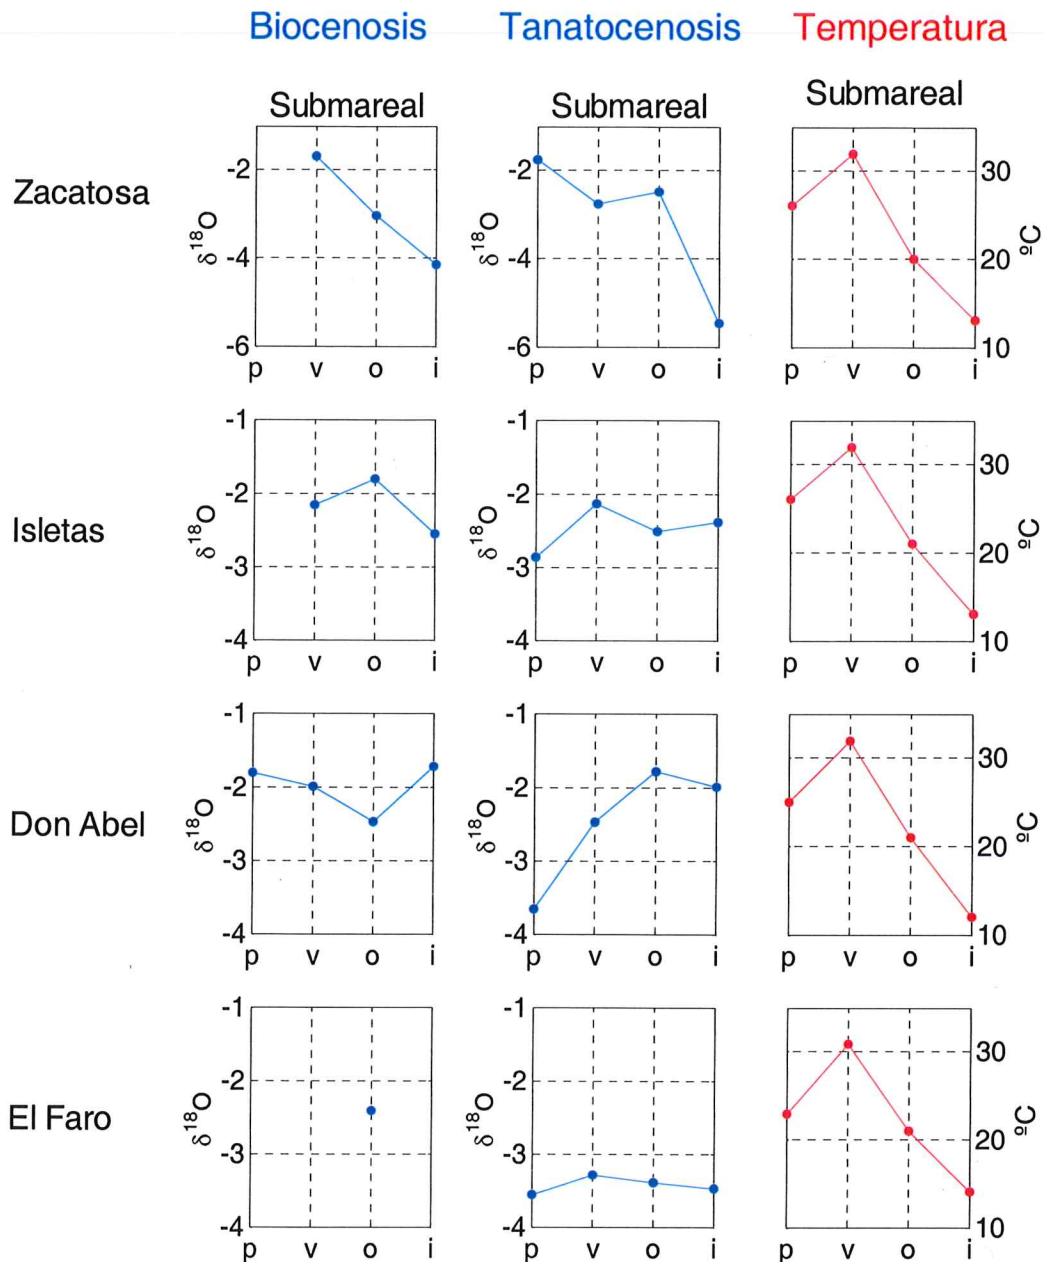 Biocenosis Tanatocenosis Temperatura
Submareal Submareal Submareal
Zacatosa
δ18O -2 -4 -6
p v o i
δ18O -2 -4 -6
p v o i
30 20 10 ºC
p v o i
Isletas
δ18O -1 -2 -3 -4
p v o i
δ18O -1 -2 -3 -4
p v o i
30 20 10 ºC
p v o i
Don Abel
δ18O -1 -2 -3 -4
p v o i
δ18O -1 -2 -3 -4
p v o i
30 20 10 ºC
p v o i
El Faro
δ18O -1 -2 -3 -4
p v o i
δ18O -1 -2 -3 -4
p v o i
30 20 10 ºC
p v o i